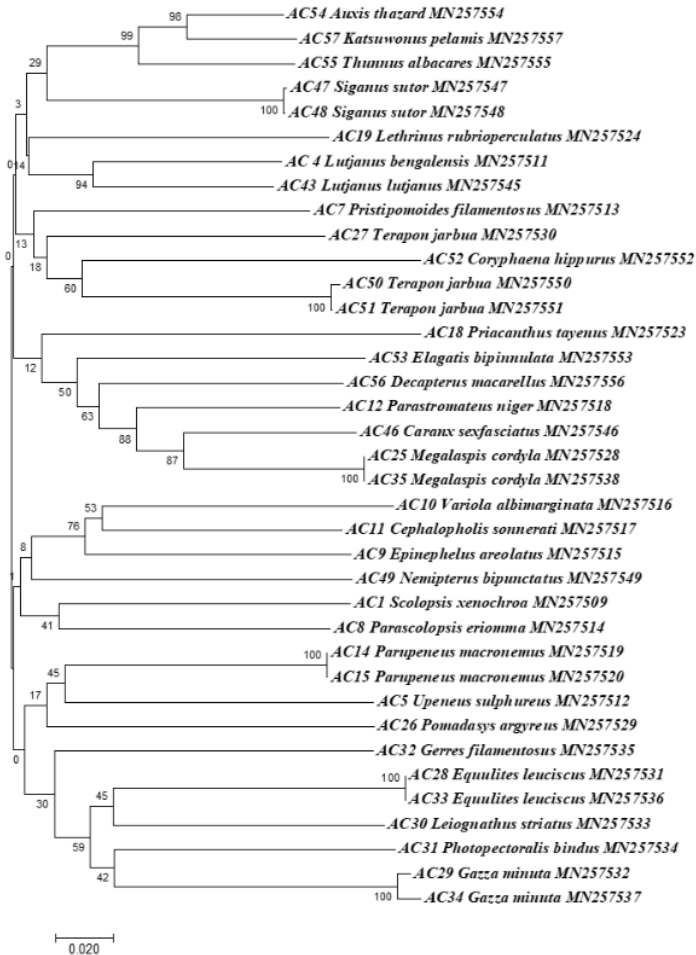 98
AC54 Auxis thazard MN257554
99
AC57 Katsuwonus pelamis MN257557
29
AC55 Thunnus albacares MN257555
AC47 Siganus sutor MN257547
3
100
AC48 Siganus sutor MN257548
AC19 Lethrinus rubrioperculatus MN257524
0
14
AC 4 Lutjanus bengalensis MN257511
94
AC43 Lutjanus lutjanus MN257545
AC7 Pristipomoides filamentosus MN257513
13
AC27 Terapon jarbua MN257530
0
18
AC52 Coryphaena hippurus MN257552
60
AC50 Terapon jarbua MN257550
100
AC51 Terapon jarbua MN257551
AC18 Priacanthus tayenus MN257523
12
AC53 Elagatis bipinnulata MN257553
50
AC56 Decapterus macarellus MN257556
63
AC12 Parastromateus niger MN257518
88
AC46 Caranx sexfasciatus MN257546
87
AC25 Megalaspis cordyla MN257528
100
AC35 Megalaspis cordyla MN257538
53
AC10 Variola albimarginata MN257516
76
AC11 Cephalopholis sonnerati MN257517
8
AC9 Epinephelus areolatus MN257515
1
AC49 Nemipterus bipunctatus MN257549
AC1 Scolopsis xenochroa MN257509
41
AC8 Parascolopsis eriomma MN257514
100
AC14 Parupeneus macronemus MN257519
45
AC15 Parupeneus macronemus MN257520
17
AC5 Upeneus sulphureus MN257512
AC26 Pomadasys argyreus MN257529
0
AC32 Gerres filamentosus MN257535
30
100
AC28 Equulites leuciscus MN257531
45
AC33 Equulites leuciscus MN257536
AC30 Leiognathus striatus MN257533
59
AC31 Photopectoralis bindus MN257534
42
AC29 Gazza minuta MN257532
100
AC34 Gazza minuta MN257537
0.020